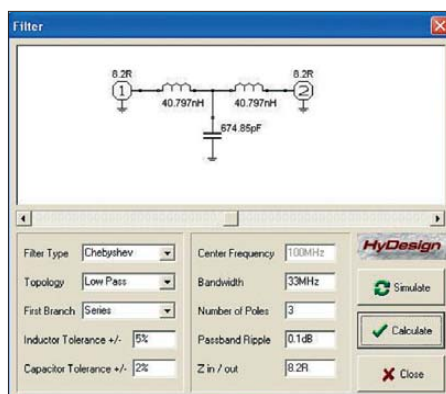 Filter
8.2R
8.2R
1
2
40.797nH
40.797nH
674.85pF
HyDesign
Filter Type
Chebyshev
Center Frequency
100MHz
Topology
Low Pass
Bandwidth
33MHz
Simulate
First Branch
Series
Number of Poles
3
Inductor Tolerance +/-
5%
Passband Ripple
0.1dB
Calculate
Capacitor Tolerance +/-
2%
Z in / out
8.2R
Close